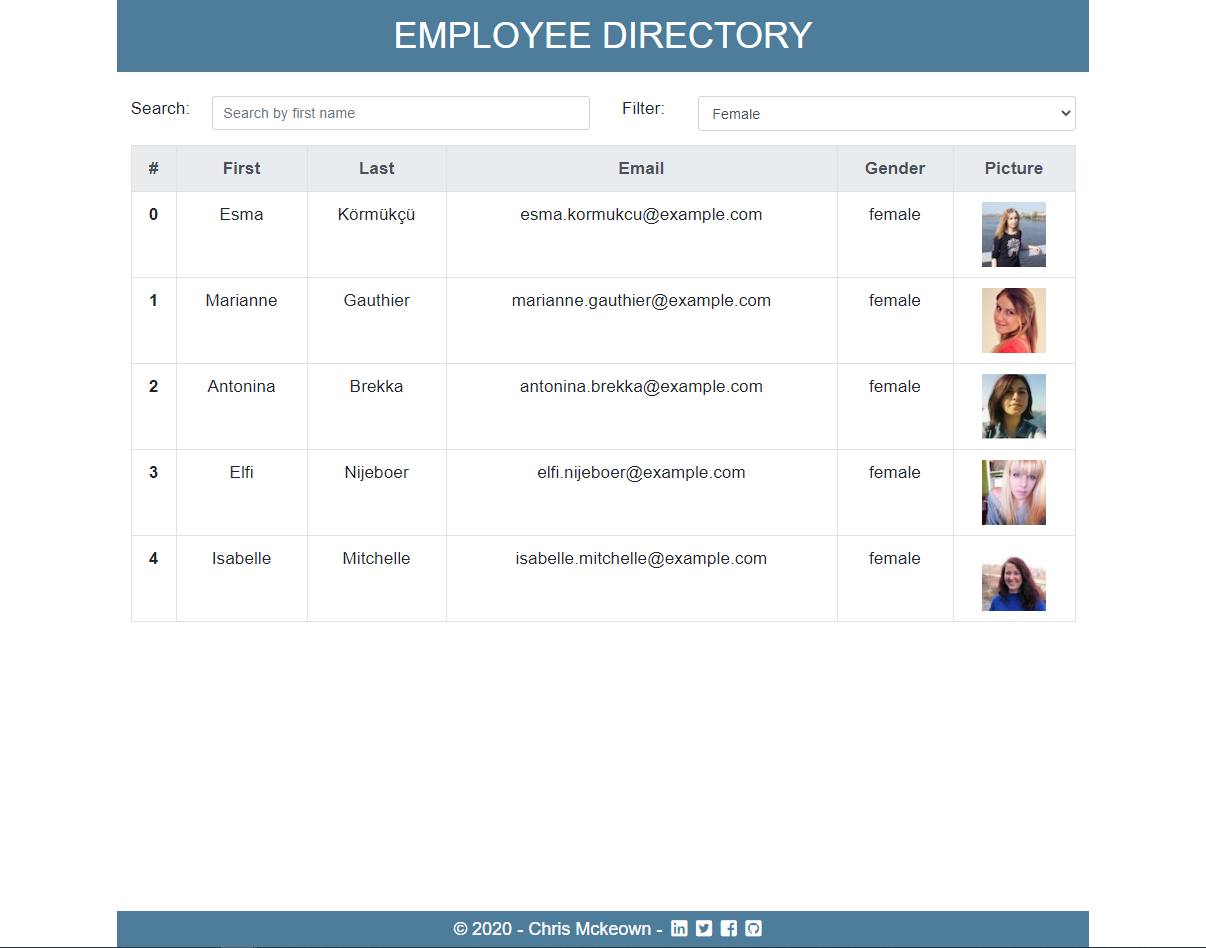 EMPLOYEE DIRECTORY
Search: Search by first name Filter: Female
# First Last Email Gender Picture
0 Esma Körmükçü esma.kormukcu@example.com female
1 Marianne Gauthier marianne.gauthier@example.com female
2 Antonina Brekka antonina.brekka@example.com female
3 Elfi Nijeboer elfi.nijeboer@example.com female
4 Isabelle Mitchelle isabelle.mitchelle@example.com female
© 2020 - Chris Mckeown -